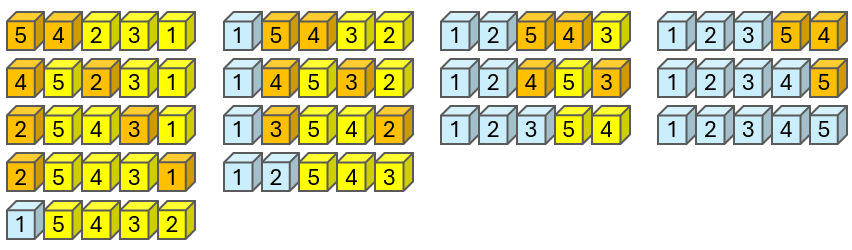 5 4 2 3 1
4 5 2 3 1
2 5 4 3 1
2 5 4 3 1
1 5 4 3 2
1 5 4 3 2
1 4 5 3 2
1 3 5 4 2
1 2 5 4 3
1 2 5 4 3
1 2 4 5 3
1 2 3 5 4
1 2 3 5 4
1 2 3 4 5
1 2 3 4 5